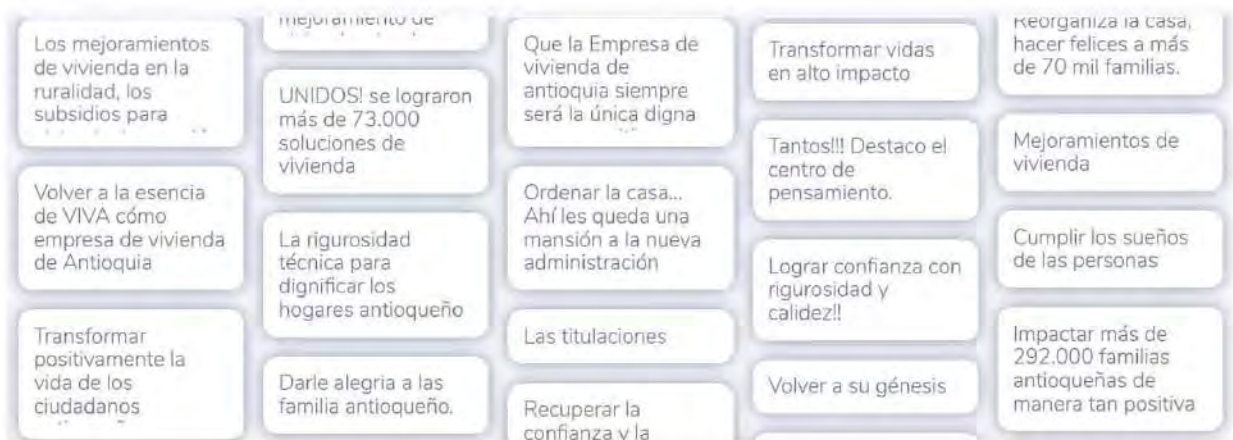 Los mejoramientos
de vivienda en la
ruralidad, los
subsidios para
Volver a la esencia
de VIVA cómo
empresa de vivienda
de Antioquia
Transformar
positivamente la
vida de los
ciudadanos
mejoramiento de
UNIDOS! se lograron
más de 73.000
soluciones de
vivienda
La rigurosidad
técnica para
dignificar los
hogares antioqueño
Darle alegria a las
familia antioqueño.
Que la Empresa de
vivienda de
antioquia siempre
será la única digna
Ordenar la casa...
Ahí les queda una
mansión a la nueva
administración
Las titulaciones
Recuperar la
confianza y la
Transformar vidas
en alto impacto
Tantos!!! Destaco el
centro de
pensamiento.
Lograr confianza con
rigurosidad y
calidez!!
Volver a su génesis
Reorganiza la casa,
hacer felices a más
de 70 mil familias.
Mejoramientos de
vivienda
Cumplir los sueños
de las personas
Impactar más de
292.000 familias
antioqueñas de
manera tan positiva